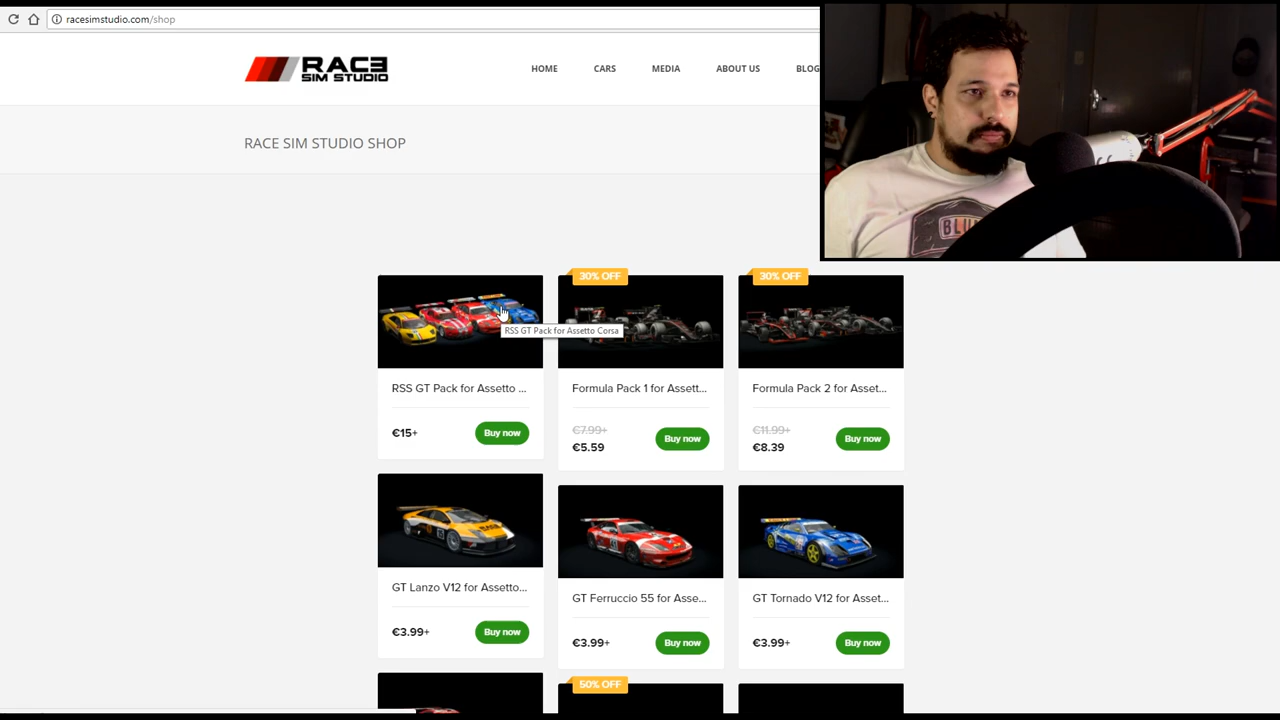 racesimstudio.com/shop
RACE
SIM STUDIO
HOME CARS MEDIA ABOUT US BLOG
RACE SIM STUDIO SHOP
30% OFF
30% OFF
RSS GT Pack for Assetto Corsa
RSS GT Pack for Assetto ...
€15+
Buy now
Formula Pack 1 for Assett...
€7.99+
€5.59
Buy now
Formula Pack 2 for Asset...
€11.99+
€8.39
Buy now
GT Lanzo V12 for Assetto...
€3.99+
Buy now
GT Ferruccio 55 for Asse...
€3.99+
Buy now
GT Tornado V12 for Asset...
€3.99+
Buy now
50% OFF